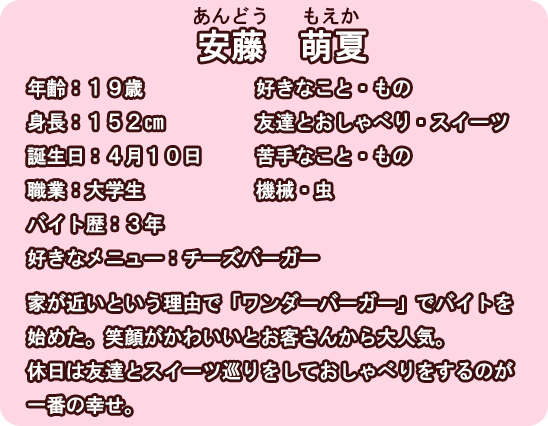 あんどう　もえか
安藤　萌夏
年齢：１９歳
身長：１５２㎝
誕生日：４月１０日
職業：大学生
バイト歴：３年
好きなメニュー：チーズバーガー
好きなこと・もの
友達とおしゃべり・スイーツ
苦手なこと・もの
機械・虫
家が近いという理由で「ワンダーバーガー」でバイトを
始めた。笑顔がかわいいとお客さんから大人気。
休日は友達とスイーツ巡りをしておしゃべりをするのが
一番の幸せ。